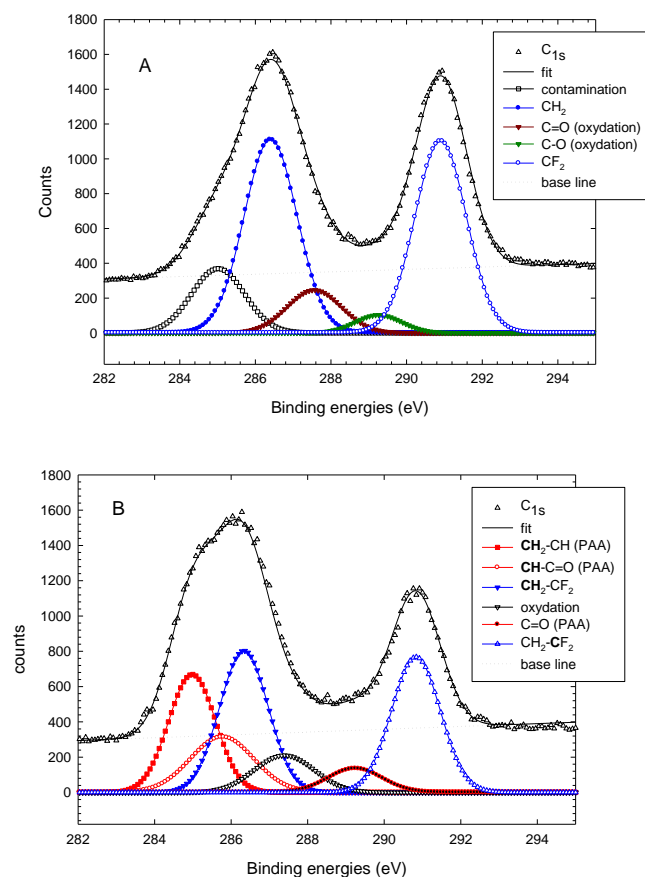 A
C1s
fit
contamination
CH2
C=O (oxydation)
C-O (oxydation)
CF2
base line
Counts
1800
1600
1400
1200
1000
800
600
400
200
0
282 284 286 288 290 292 294
Binding energies (eV)
B
C1s
fit
CH2-CH (PAA)
CH-C=O (PAA)
CH2-CF2
oxydation
C=O (PAA)
CH2-CF2
base line
counts
1800
1600
1400
1200
1000
800
600
400
200
0
282 284 286 288 290 292 294
Binding energies (eV)